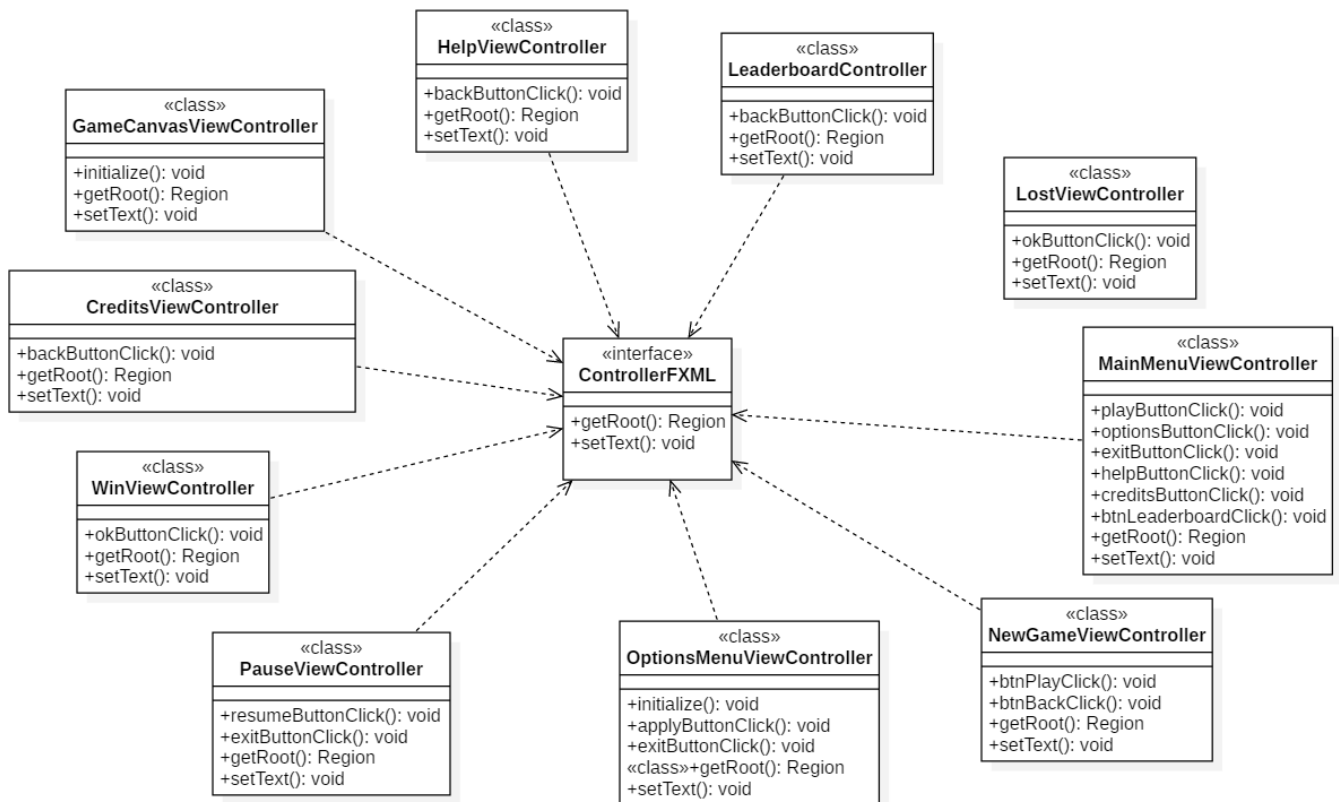 «class»
HelpViewController
+backButtonClick(): void
+getRoot(): Region
+setText(): void
«class»
LeaderboardController
+backButtonClick(): void
+getRoot(): Region
+setText(): void
«class»
GameCanvasViewController
+initialize(): void
+getRoot(): Region
+setText(): void
«class»
LostViewController
+okButtonClick(): void
+getRoot(): Region
+setText(): void
«class»
CreditsViewController
+backButtonClick(): void
+getRoot(): Region
+setText(): void
«interface»
ControllerFXML
+getRoot(): Region
+setText(): void
«class»
MainMenuViewController
+playButtonClick(): void
+optionsButtonClick(): void
+exitButtonClick(): void
+helpButtonClick(): void
+creditsButtonClick(): void
+btnLeaderboardClick(): void
+getRoot(): Region
+setText(): void
«class»
WinViewController
+okButtonClick(): void
+getRoot(): Region
+setText(): void
«class»
PauseViewController
+resumeButtonClick(): void
+exitButtonClick(): void
+getRoot(): Region
+setText(): void
«class»
OptionsMenuViewController
+initialize(): void
+applyButtonClick(): void
+exitButtonClick(): void
«class»+getRoot(): Region
+setText(): void
«class»
NewGameViewController
+btnPlayClick(): void
+btnBackClick(): void
+getRoot(): Region
+setText(): void